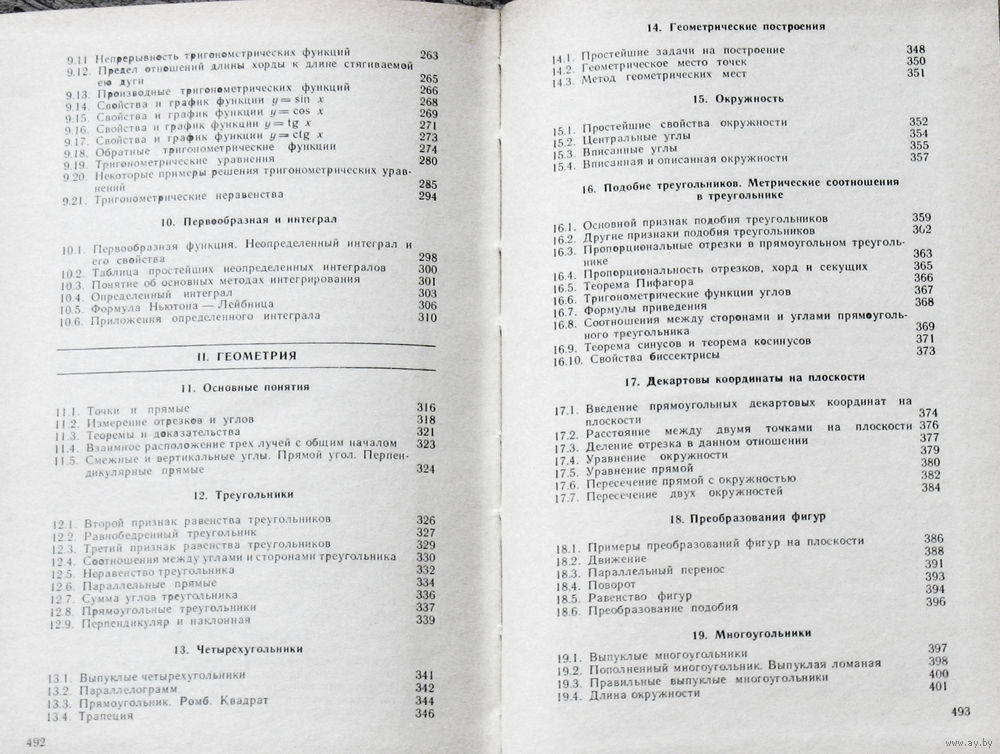 9.11 Непрерывность тригонометрических функций 263
9.12. Предел отношений длины хорды к длине стягиваемой
ею дуги 265
9.13. Производные тригонометрических функций 266
9.14. Свойства и график функции y = sin x 268
9.15. Свойства и график функции y = cos x 269
9.16. Свойства и график функции y = tg x 271
9.17. Свойства и график функции y = ctg x 273
9.18. Обратные тригонометрические функции 274
9.19. Тригонометрические уравнения 280
9.20. Некоторые примеры решения тригонометрических урав-
нений 285
9.21. Тригонометрические неравенства 294
10. Первообразная и интеграл
10.1. Первообразная функция. Неопределенный интеграл и
его свойства 298
10.2. Таблица простейших неопределенных интегралов 300
10.3. Понятие об основных методах интегрирования 301
10.4. Определенный интеграл 303
10.5. Формула Ньютона — Лейбница 306
10.6. Приложения определенного интеграла 310
II. ГЕОМЕТРИЯ
11. Основные понятия
11.1. Точки и прямые 316
11.2. Измерение отрезков и углов 318
11.3. Теоремы и доказательства 321
11.4. Взаимное расположение трех лучей с общим началом 323
11.5. Смежные и вертикальные углы. Прямой угол. Перпен-
дикулярные прямые 324
12. Треугольники
12.1. Второй признак равенства треугольников 326
12.2. Равнобедренный треугольник 327
12.3. Третий признак равенства треугольников 329
12.4. Соотношения между углами и сторонами треугольника 330
12.5. Неравенство треугольника 332
12.6. Параллельные прямые 334
12.7. Сумма углов треугольника 336
12.8. Прямоугольные треугольники 337
12.9. Перпендикуляр и наклонная 339
13. Четырехугольники
13.1. Выпуклые четырехугольники 341
13.2. Параллелограмм 342
13.3. Прямоугольник. Ромб. Квадрат 344
13.4. Трапеция 346
492
14. Геометрические построения
14.1. Простейшие задачи на построение 348
14.2. Геометрическое место точек 350
14.3. Метод геометрических мест 351
15. Окружность
15.1. Простейшие свойства окружности 352
15.2. Центральные углы 354
15.3. Вписанные углы 355
15.4. Вписанная и описанная окружности 357
16. Подобие треугольников. Метрические соотношения
в треугольнике
16.1. Основной признак подобия треугольников 359
16.2. Другие признаки подобия треугольников 362
16.3. Пропорциональные отрезки в прямоугольном треуголь-
нике 363
16.4. Пропорциональность отрезков, хорд и секущих 365
16.5. Теорема Пифагора 366
16.6. Тригонометрические функции углов 367
16.7. Формулы приведения 368
16.8. Соотношения между сторонами и углами прямоуголь-
ного треугольника 369
16.9. Теорема синусов и теорема косинусов 371
16.10. Свойства биссектрисы 373
17. Декартовы координаты на плоскости
17.1. Введение прямоугольных декартовых координат на
плоскости 374
17.2. Расстояние между двумя точками на плоскости 376
17.3. Деление отрезка в данном отношении 377
17.4. Уравнение окружности 379
17.5. Уравнение прямой 380
17.6. Пересечение прямой с окружностью 382
17.7. Пересечение двух окружностей 384
18. Преобразования фигур
18.1. Примеры преобразований фигур на плоскости 386
18.2. Движение 388
18.3. Параллельный перенос 391
18.4. Поворот 393
18.5. Равенство фигур 394
18.6. Преобразование подобия 396
19. Многоугольники
19.1. Выпуклые многоугольники 397
19.2. Пополненный многоугольник. Выпуклая ломаная 398
19.3. Правильные выпуклые многоугольники 400
19.4. Длина окружности 401
493
www.ay.by